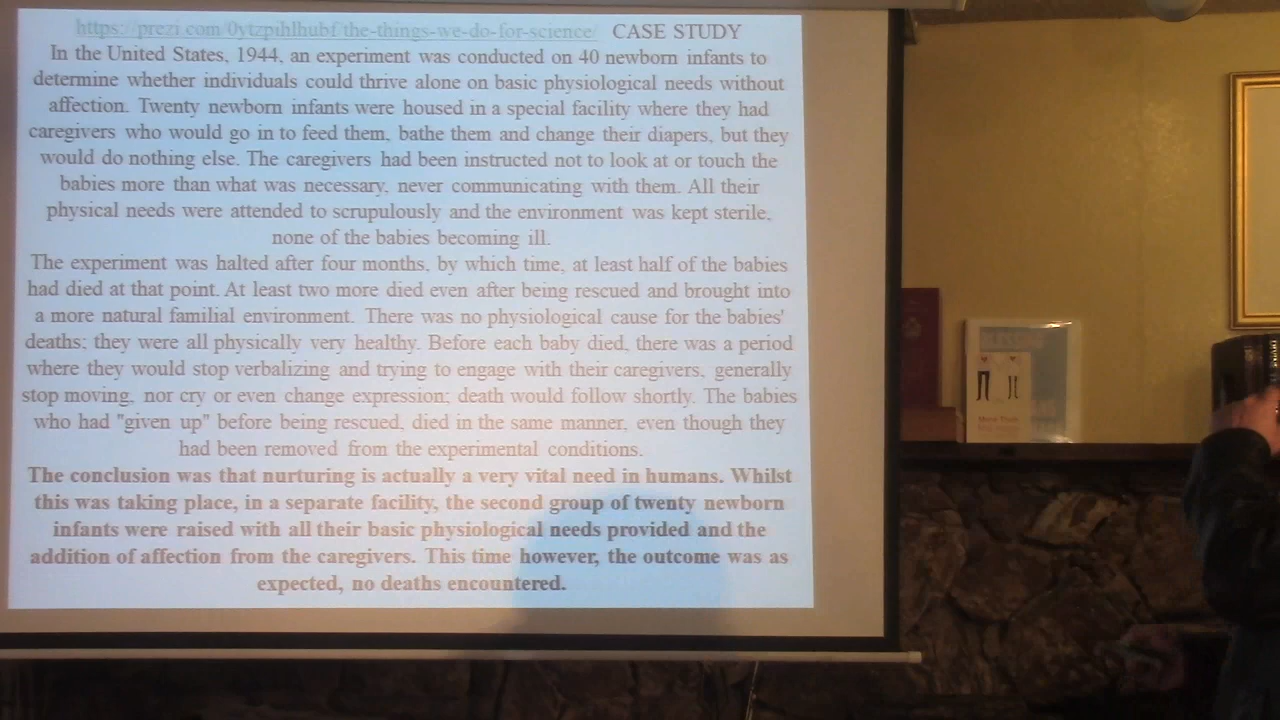 https://prezi.com/0ytzpihlhubf/the-things-we-do-for-science/ CASE STUDY
In the United States, 1944, an experiment was conducted on 40 newborn infants to
determine whether individuals could thrive alone on basic physiological needs without
affection. Twenty newborn infants were housed in a special facility where they had
caregivers who would go in to feed them, bathe them and change their diapers, but they
would do nothing else. The caregivers had been instructed not to look at or touch the
babies more than what was necessary, never communicating with them. All their
physical needs were attended to scrupulously and the environment was kept sterile,
none of the babies becoming ill.
The experiment was halted after four months, by which time, at least half of the babies
had died at that point. At least two more died even after being rescued and brought into
a more natural familial environment. There was no physiological cause for the babies'
deaths; they were all physically very healthy. Before each baby died, there was a period
where they would stop verbalizing and trying to engage with their caregivers, generally
stop moving, nor cry or even change expression; death would follow shortly. The babies
who had "given up" before being rescued, died in the same manner, even though they
had been removed from the experimental conditions.
The conclusion was that nurturing is actually a very vital need in humans. Whilst
this was taking place, in a separate facility, the second group of twenty newborn
infants were raised with all their basic physiological needs provided and the
addition of affection from the caregivers. This time however, the outcome was as
expected, no deaths encountered.